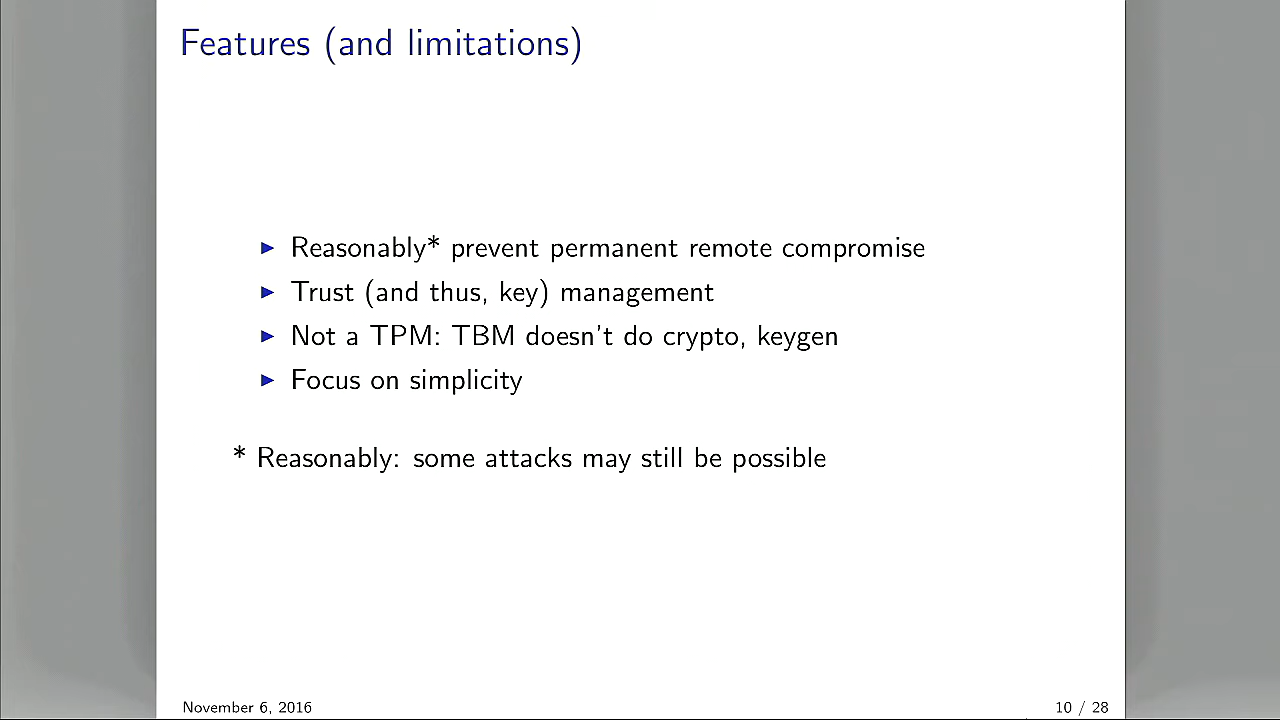 Features (and limitations)
Reasonably* prevent permanent remote compromise
Trust (and thus, key) management
Not a TPM: TBM doesn't do crypto, keygen
Focus on simplicity
* Reasonably: some attacks may still be possible
November 6, 2016
10 / 28